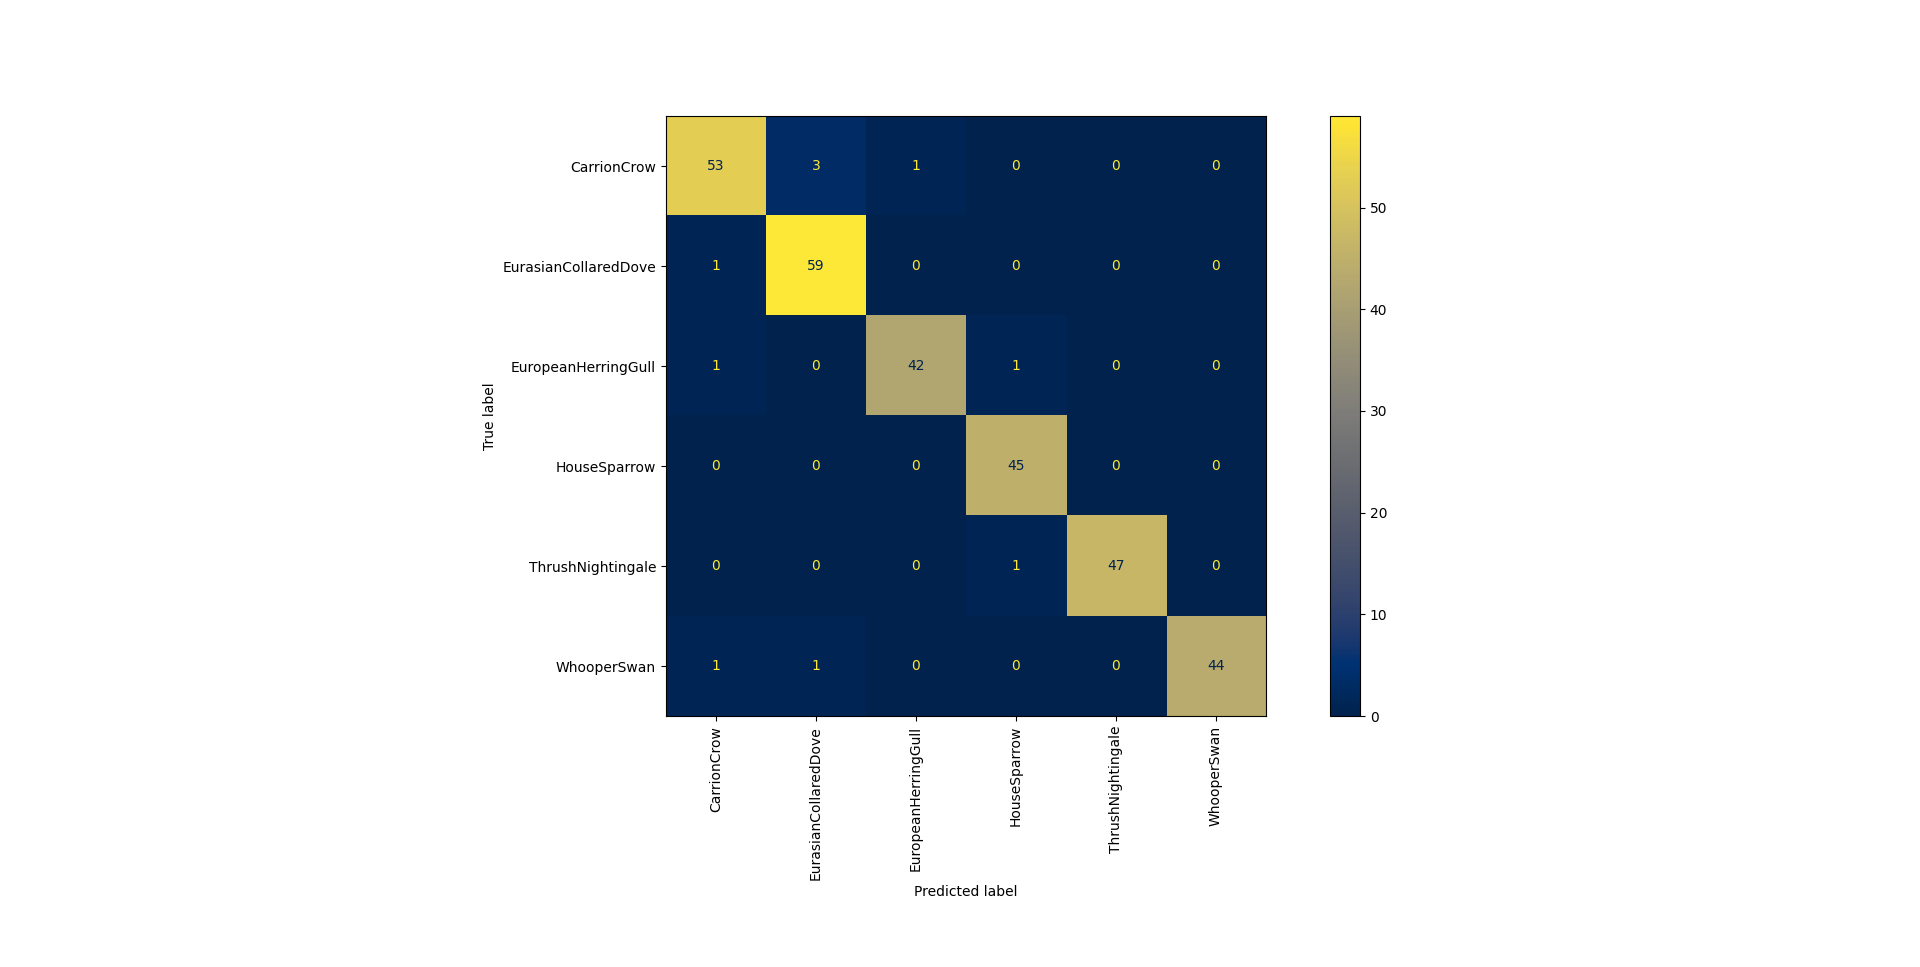 CarrionCrow 53 3 1 0 0 0
EurasianCollaredDove 1 59 0 0 0 0
EuropeanHerringGull 1 0 42 1 0 0
HouseSparrow 0 0 0 45 0 0
ThrushNightingale 0 0 0 1 47 0
WhooperSwan 1 1 0 0 0 44
True label
CarrionCrow
EurasianCollaredDove
EuropeanHerringGull
HouseSparrow
ThrushNightingale
WhooperSwan
Predicted label
50
40
30
20
10
0